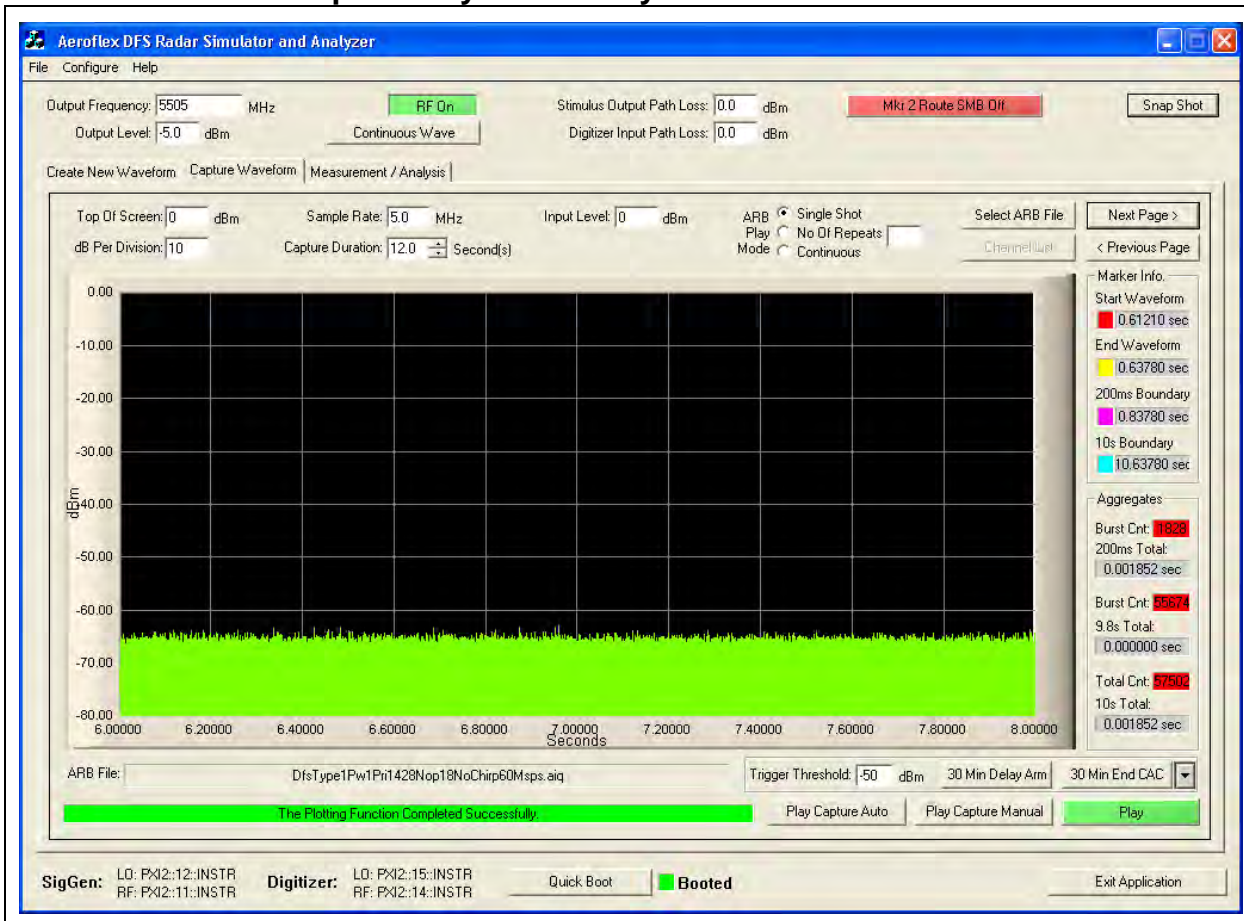 Aeroflex DFS Radar Simulator and Analyzer
File Configure Help
Output Frequency: 5505 MHz RF On Stimulus Output Path Loss: 0.0 dBm Mkr 2 Route SMB Off Snap Shot
Output Level: -5.0 dBm Continuous Wave Digitizer Input Path Loss: 0.0 dBm
Create New Waveform Capture Waveform Measurement / Analysis
Top Of Screen: 0 dBm Sample Rate: 5.0 MHz Input Level: 0 dBm ARB Play Mode Single Shot Select ARB File Next Page >
No Of Repeats
dB Per Division: 10 Capture Duration: 12.0 Second(s) Continuous Channel List < Previous Page
0.00
-10.00
-20.00
-30.00
-40.00
-50.00
-60.00
-70.00
-80.00
dBm
6.00000 6.20000 6.40000 6.60000 6.80000 7.00000 7.20000 7.40000 7.60000 7.80000 8.00000
Seconds
Marker Info.
Start Waveform
0.61210 sec
End Waveform
0.63780 sec
200ms Boundary
0.83780 sec
10s Boundary
10.63780 sec
Aggregates
Burst Cnt: 1828
200ms Total:
0.001852 sec
Burst Cnt: 55674
9.8s Total:
0.000000 sec
Total Cnt: 57502
10s Total:
0.001852 sec
ARB File: DfsType1Pw1Pri1428Nop18NoChirp60Msps.aiq Trigger Threshold: -50 dBm 30 Min Delay Arm 30 Min End CAC
The Plotting Function Completed Successfully. Play Capture Auto Play Capture Manual Play
SigGen: LO: PXI2::12::INSTR Digitizer: LO: PXI2::15::INSTR Quick Boot Booted Exit Application
RF: PXI2::11::INSTR RF: PXI2::14::INSTR